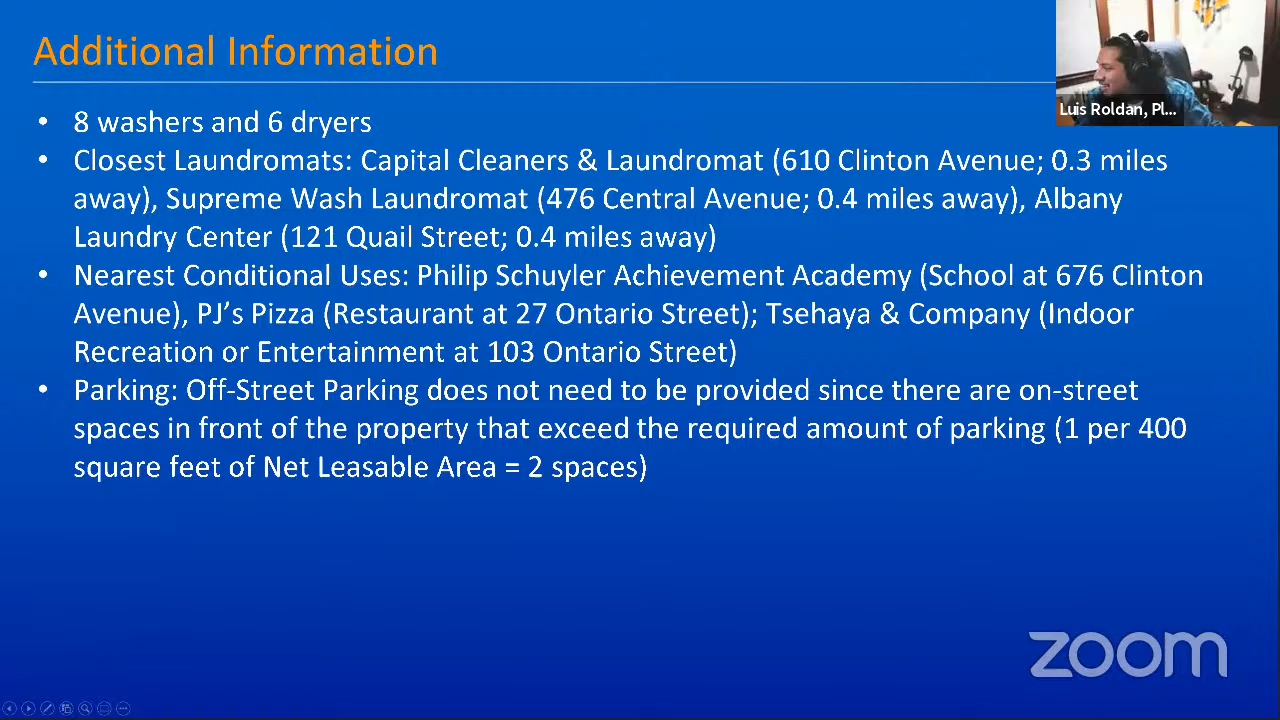 Additional Information
Luis Roldan, Pl...
• 8 washers and 6 dryers
• Closest Laundromats: Capital Cleaners & Laundromat (610 Clinton Avenue; 0.3 miles
away), Supreme Wash Laundromat (476 Central Avenue; 0.4 miles away), Albany
Laundry Center (121 Quail Street; 0.4 miles away)
• Nearest Conditional Uses: Philip Schuyler Achievement Academy (School at 676 Clinton
Avenue), PJ’s Pizza (Restaurant at 27 Ontario Street); Tsehaya & Company (Indoor
Recreation or Entertainment at 103 Ontario Street)
• Parking: Off-Street Parking does not need to be provided since there are on-street
spaces in front of the property that exceed the required amount of parking (1 per 400
square feet of Net Leasable Area = 2 spaces)
zoom